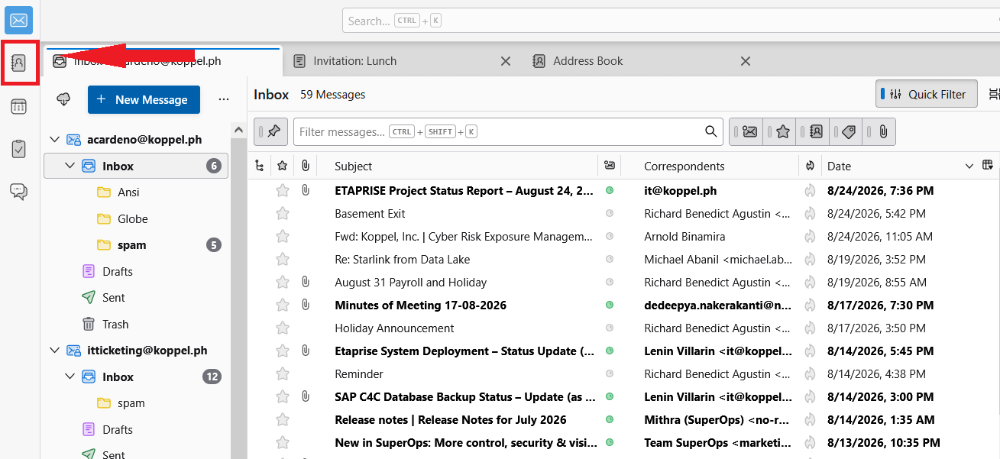 Search... CTRL + K
Invitation: Lunch
Address Book
New Message
Inbox 59 Messages
Quick Filter
Filter messages... CTRL + SHIFT + K
acardeno@koppel.ph
Inbox 6
Ansi
Globe
spam 5
Drafts
Sent
Trash
itticketing@koppel.ph
Inbox 12
spam
Drafts
Sent
Subject Correspondents Date
ETAPRISE Project Status Report – August 24, 2... it@koppel.ph 8/24/2026, 7:36 PM
Basement Exit Richard Benedict Agustin <... 8/24/2026, 5:42 PM
Fwd: Koppel, Inc. | Cyber Risk Exposure Managem... Arnold Binamira 8/24/2026, 11:05 AM
Re: Starlink from Data Lake Michael Abanil <michael.ab... 8/19/2026, 3:52 PM
August 31 Payroll and Holiday Richard Benedict Agustin <... 8/19/2026, 8:55 AM
Minutes of Meeting 17-08-2026 dedeepya.nakerakanti@n... 8/17/2026, 7:30 PM
Holiday Announcement Richard Benedict Agustin <... 8/17/2026, 3:50 PM
Etaprise System Deployment – Status Update (... Lenin Villarin <it@koppel... 8/14/2026, 5:45 PM
Reminder Richard Benedict Agustin <... 8/14/2026, 4:38 PM
SAP C4C Database Backup Status – Update (as ... Lenin Villarin <it@koppel... 8/14/2026, 3:00 PM
Release notes | Release Notes for July 2026 Mithra (SuperOps) <no-r... 8/14/2026, 1:35 AM
New in SuperOps: More control, security & visi... Team SuperOps <marketi... 8/13/2026, 10:35 PM